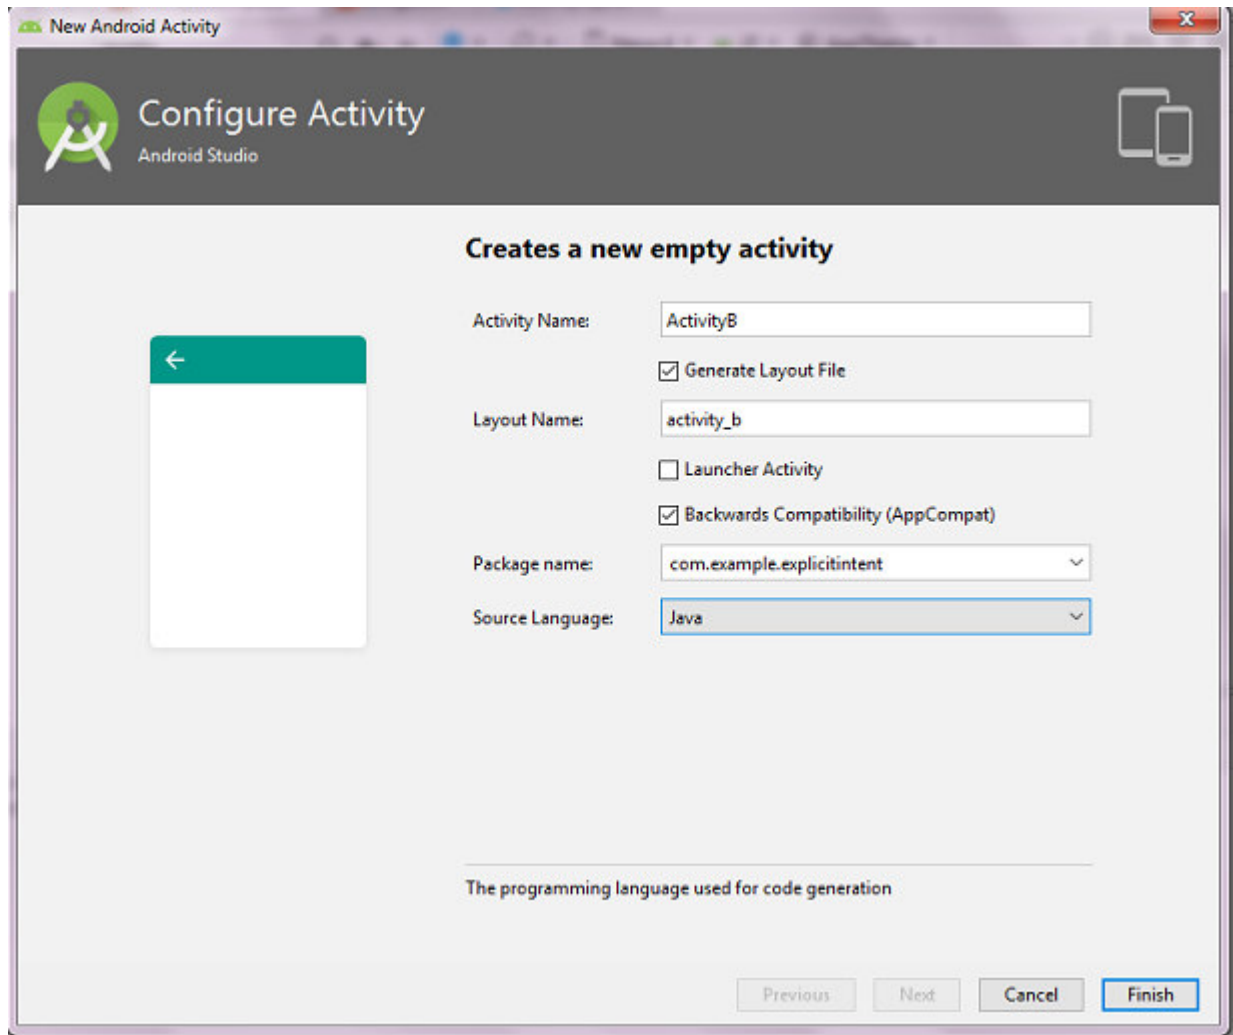 New Android Activity
Configure Activity
Android Studio
Creates a new empty activity
Activity Name: ActivityB
Generate Layout File
Layout Name: activity_b
Launcher Activity
Backwards Compatibility (AppCompat)
Package name: com.example.explicitintent
Source Language: Java
The programming language used for code generation
Previous Next Cancel Finish